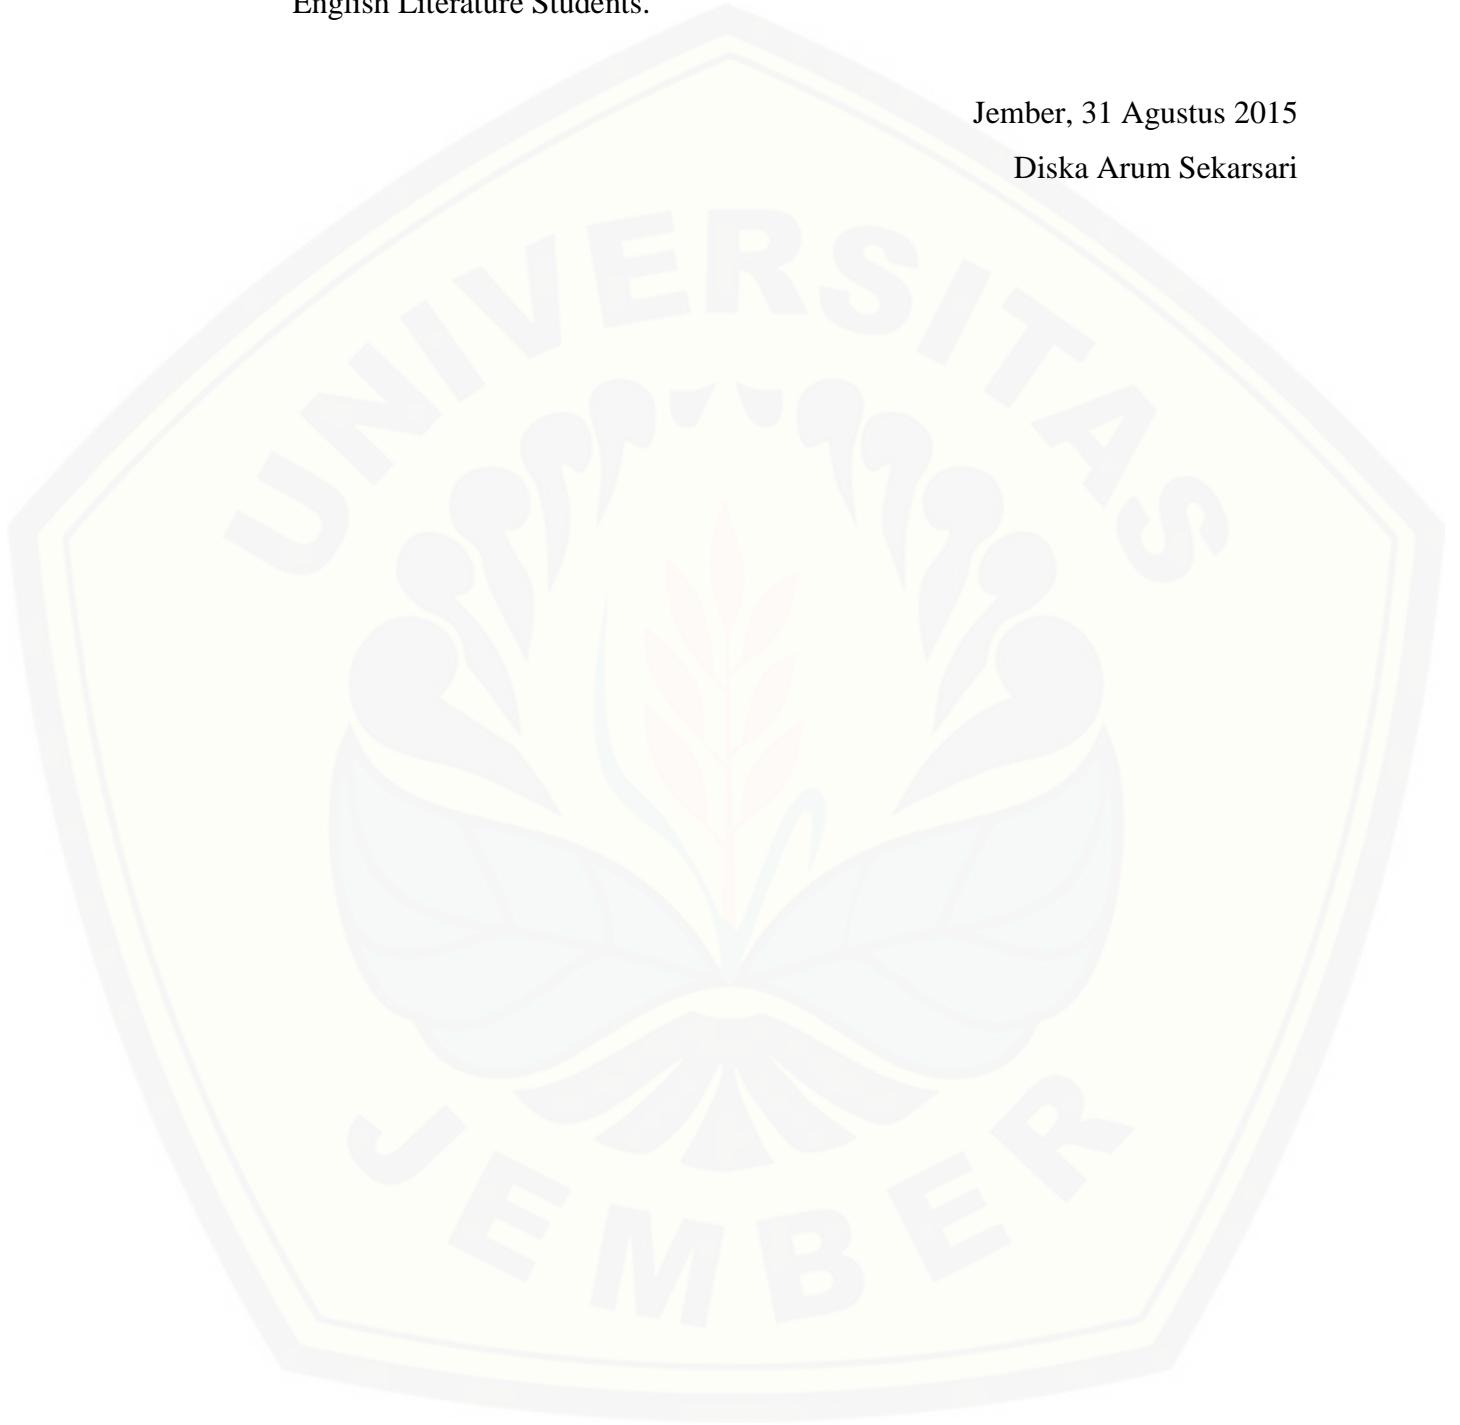 English Literature Students.
Jember, 31 Agustus 2015
Diska Arum Sekarsari
UNIVERSITAS
JEMBER